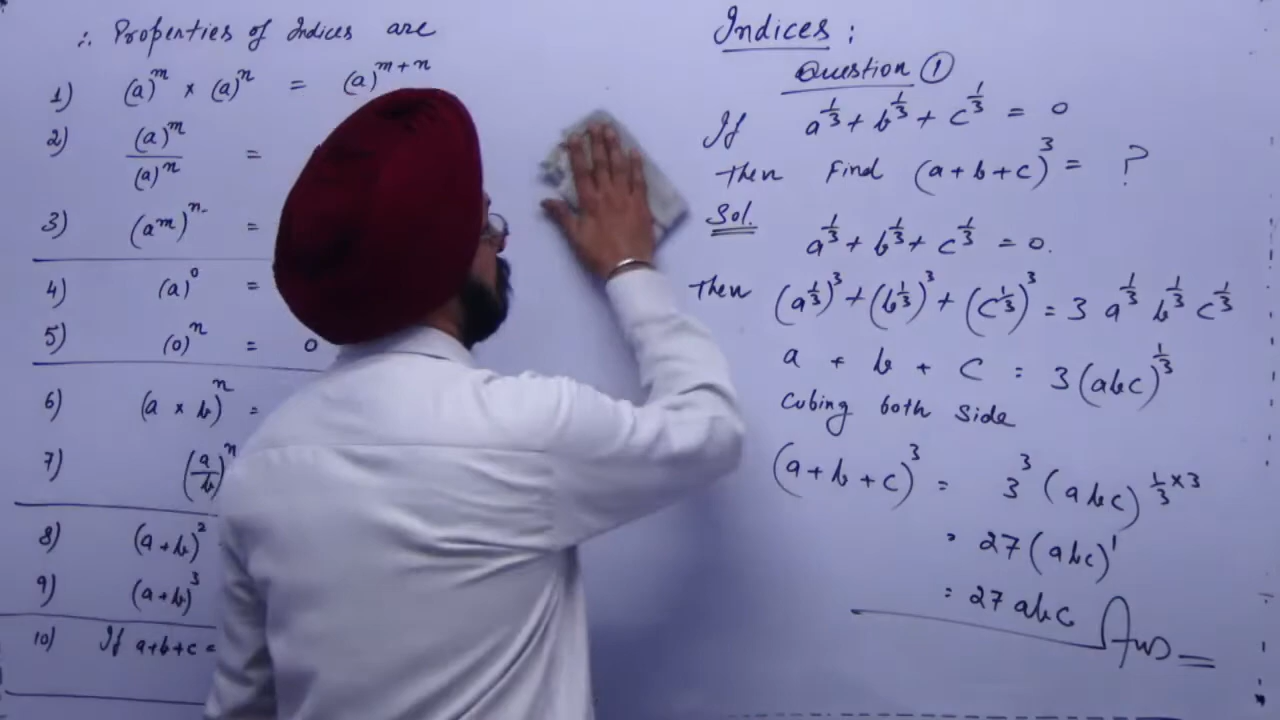 ∴ Properties of Indices are
1) (a)^m × (a)^n = (a)^{m+n}
2) (a)^m / (a)^n =
3) (a^m)^n =
4) (a)^0 =
5) (0)^n = 0
6) (a × b)^n =
7) (a/b)^n
8) (a+b)^2
9) (a+b)^3
10) If a+b+c =
Indices :
Question ①
If a^{1/3} + b^{1/3} + c^{1/3} = 0
Then Find (a+b+c)^3 = ?
Sol.
a^{1/3} + b^{1/3} + c^{1/3} = 0.
Then (a^{1/3})^3 + (b^{1/3})^3 + (c^{1/3})^3 = 3 a^{1/3} b^{1/3} c^{1/3}
a + b + c = 3(abc)^{1/3}
Cubing both Side
(a+b+c)^3 = 3^3 (abc)^{1/3 × 3}
= 27(abc)^1
= 27abc Ans